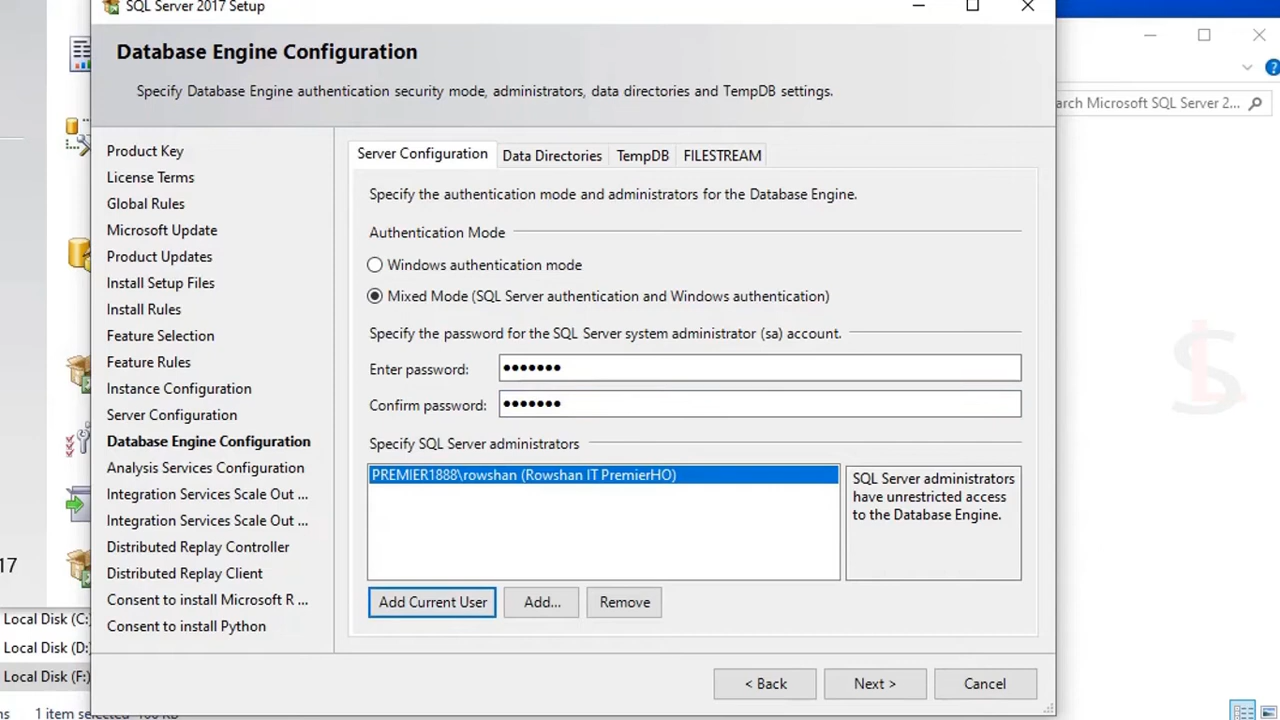 SQL Server 2017 Setup
Database Engine Configuration
Specify Database Engine authentication security mode, administrators, data directories and TempDB settings.
arch Microsoft SQL Server 2...
Product Key
License Terms
Global Rules
Microsoft Update
Product Updates
Install Setup Files
Install Rules
Feature Selection
Feature Rules
Instance Configuration
Server Configuration
Database Engine Configuration
Analysis Services Configuration
Integration Services Scale Out ...
Integration Services Scale Out ...
Distributed Replay Controller
Distributed Replay Client
Consent to install Microsoft R ...
Consent to install Python
Server Configuration Data Directories TempDB FILESTREAM
Specify the authentication mode and administrators for the Database Engine.
Authentication Mode
Windows authentication mode
Mixed Mode (SQL Server authentication and Windows authentication)
Specify the password for the SQL Server system administrator (sa) account.
Enter password: •••••••
Confirm password: •••••••
Specify SQL Server administrators
PREMIER1888\rowshan (Rowshan IT PremierHO)
SQL Server administrators
have unrestricted access
to the Database Engine.
Add Current User Add... Remove
< Back Next > Cancel
17
Local Disk (C:
Local Disk (D:
Local Disk (F:)
ms 1 item selected
SL